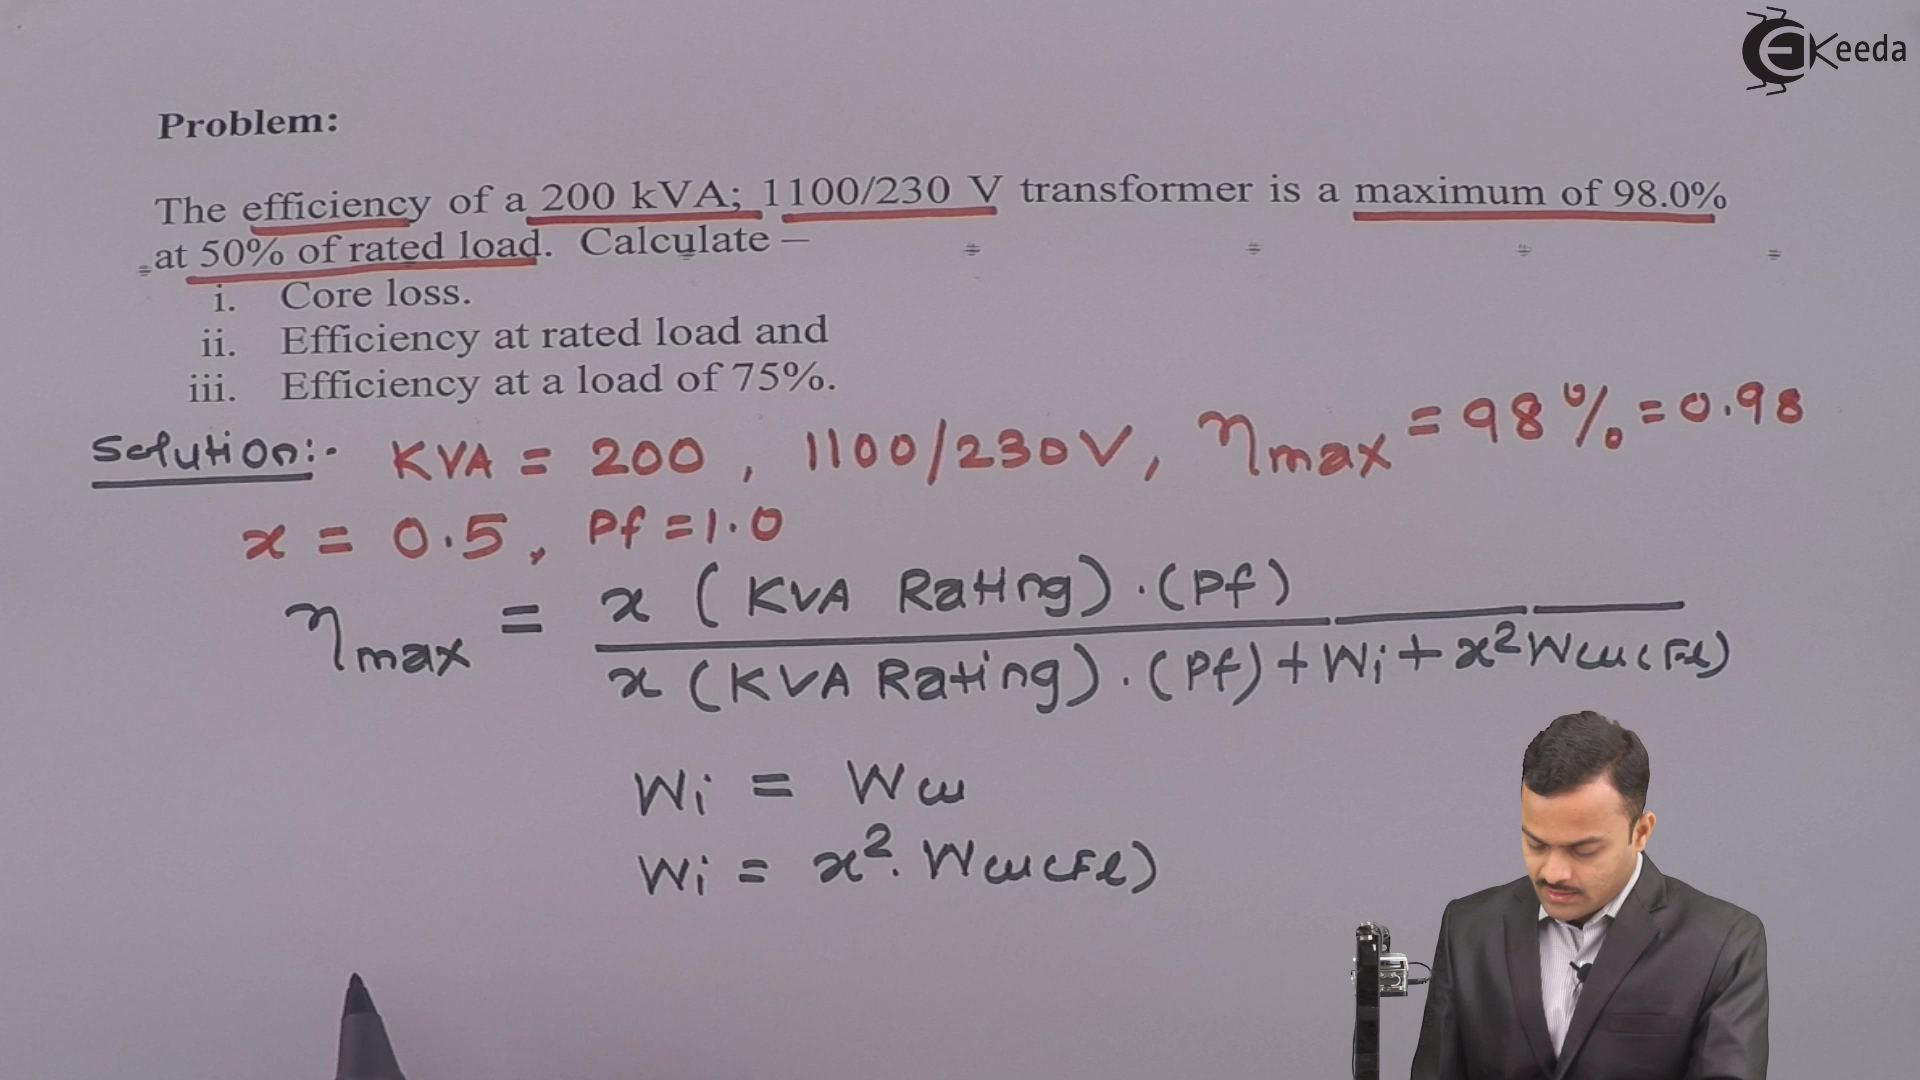 EKeeda
Problem:
The efficiency of a 200 kVA; 1100/230 V transformer is a maximum of 98.0%
at 50% of rated load. Calculate –
i. Core loss.
ii. Efficiency at rated load and
iii. Efficiency at a load of 75%.
Solution:- KVA = 200 , 1100/230V, ηmax = 98% = 0.98
x = 0.5, Pf = 1.0
ηmax = x (KVA Rating).(Pf)
x (KVA Rating).(Pf) + Wi + x² Wcu(Fl)
Wi = Wcu
Wi = x². Wcu(Fl)